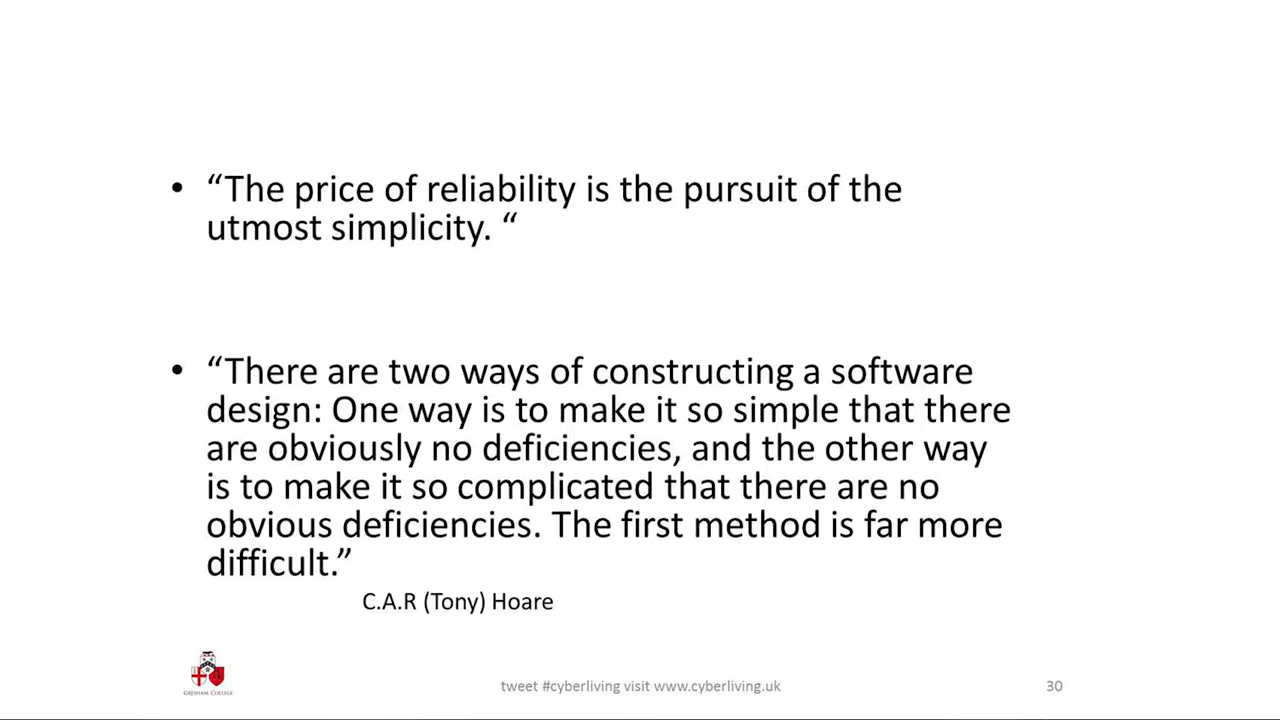 • “The price of reliability is the pursuit of the
utmost simplicity. “
• “There are two ways of constructing a software
design: One way is to make it so simple that there
are obviously no deficiencies, and the other way
is to make it so complicated that there are no
obvious deficiencies. The first method is far more
difficult.”
C.A.R (Tony) Hoare
GRESHAM COLLEGE
tweet #cyberliving visit www.cyberliving.uk
30